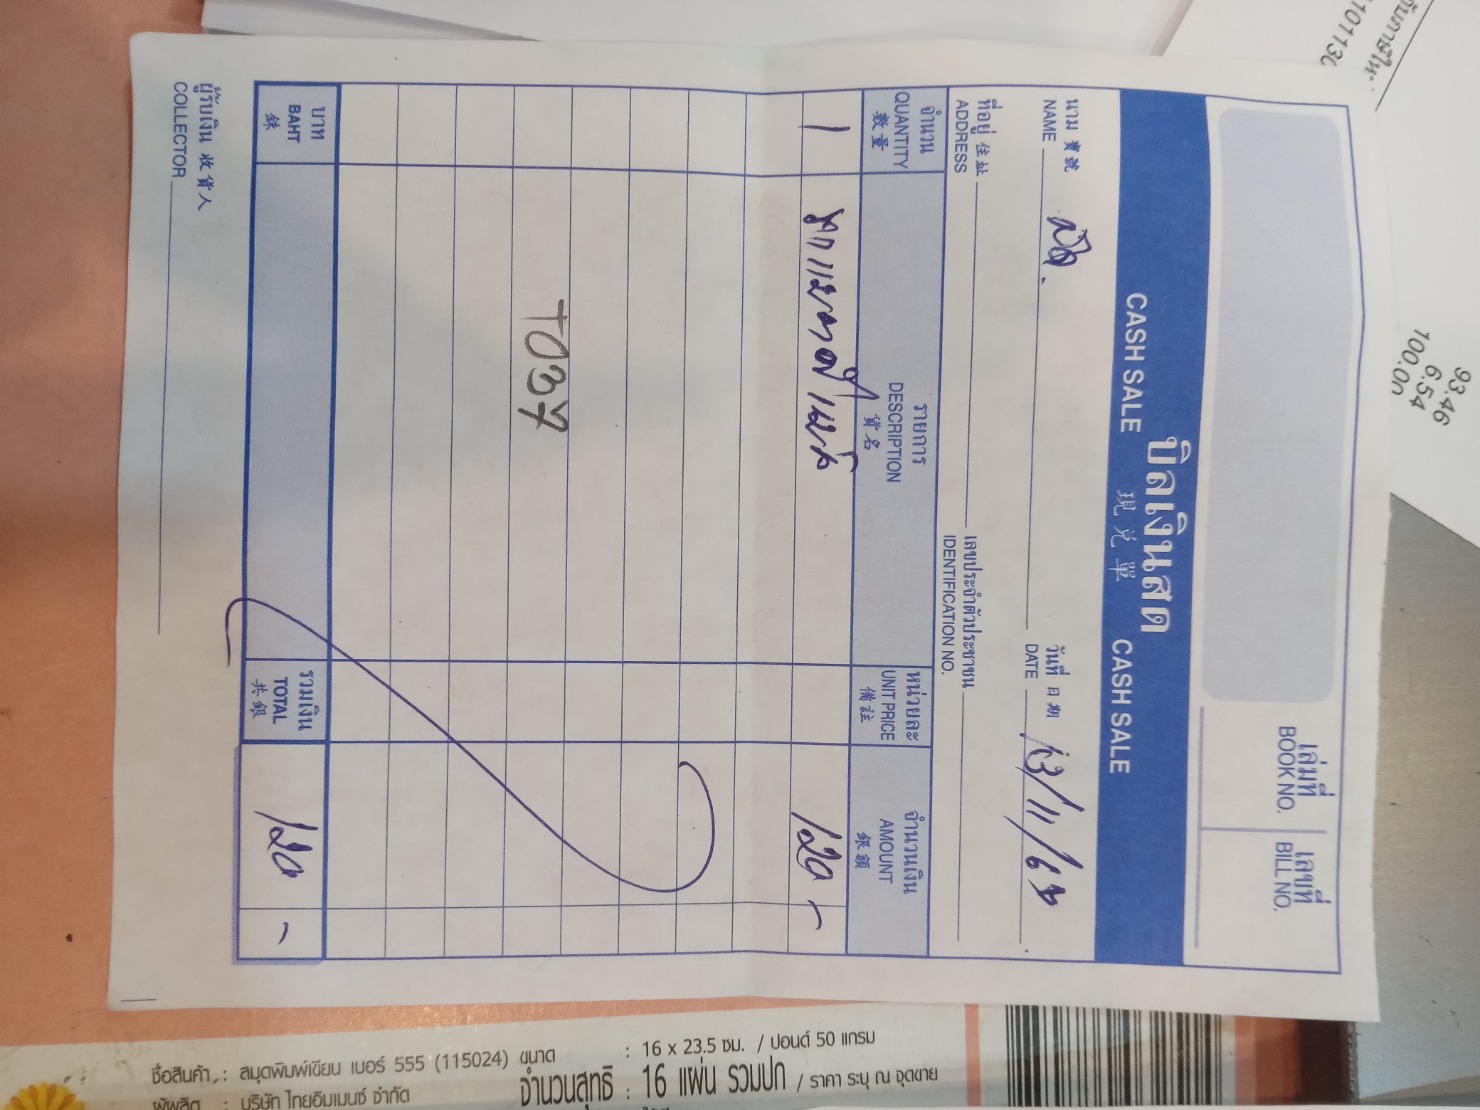 เล่มที่
BOOK NO.
เลขที่
BILL NO.
บิลเงินสด
CASH SALE 現兌單 CASH SALE
นาม 寶號
NAME
วันที่ 日期
DATE 13/11/68
ที่อยู่ 住址
ADDRESS
เลขประจำตัวประชาชน
IDENTIFICATION NO.
จำนวน รายการ หน่วยละ จำนวนเงิน
QUANTITY DESCRIPTION UNIT PRICE AMOUNT
數量 貨名 備註 銀額
1 120 -
T037
บาท รวมเงิน
BAHT TOTAL 120 -
銖 共銀
ผู้รับเงิน 收貨人
COLLECTOR
101130
93.46
6.54
100.00
ชื่อสินค้า : สมุดพิมพ์เขียน เบอร์ 555 (115024)
ขนาด : 16 x 23.5 ซม. / ปอนด์ 50 แกรม
ผู้ผลิต : บริษัท ไทยอิมเมนซ์ จำกัด
จำนวนสุทธิ : 16 แผ่น รวมปก / ราคา ระบุ ณ จุดขาย